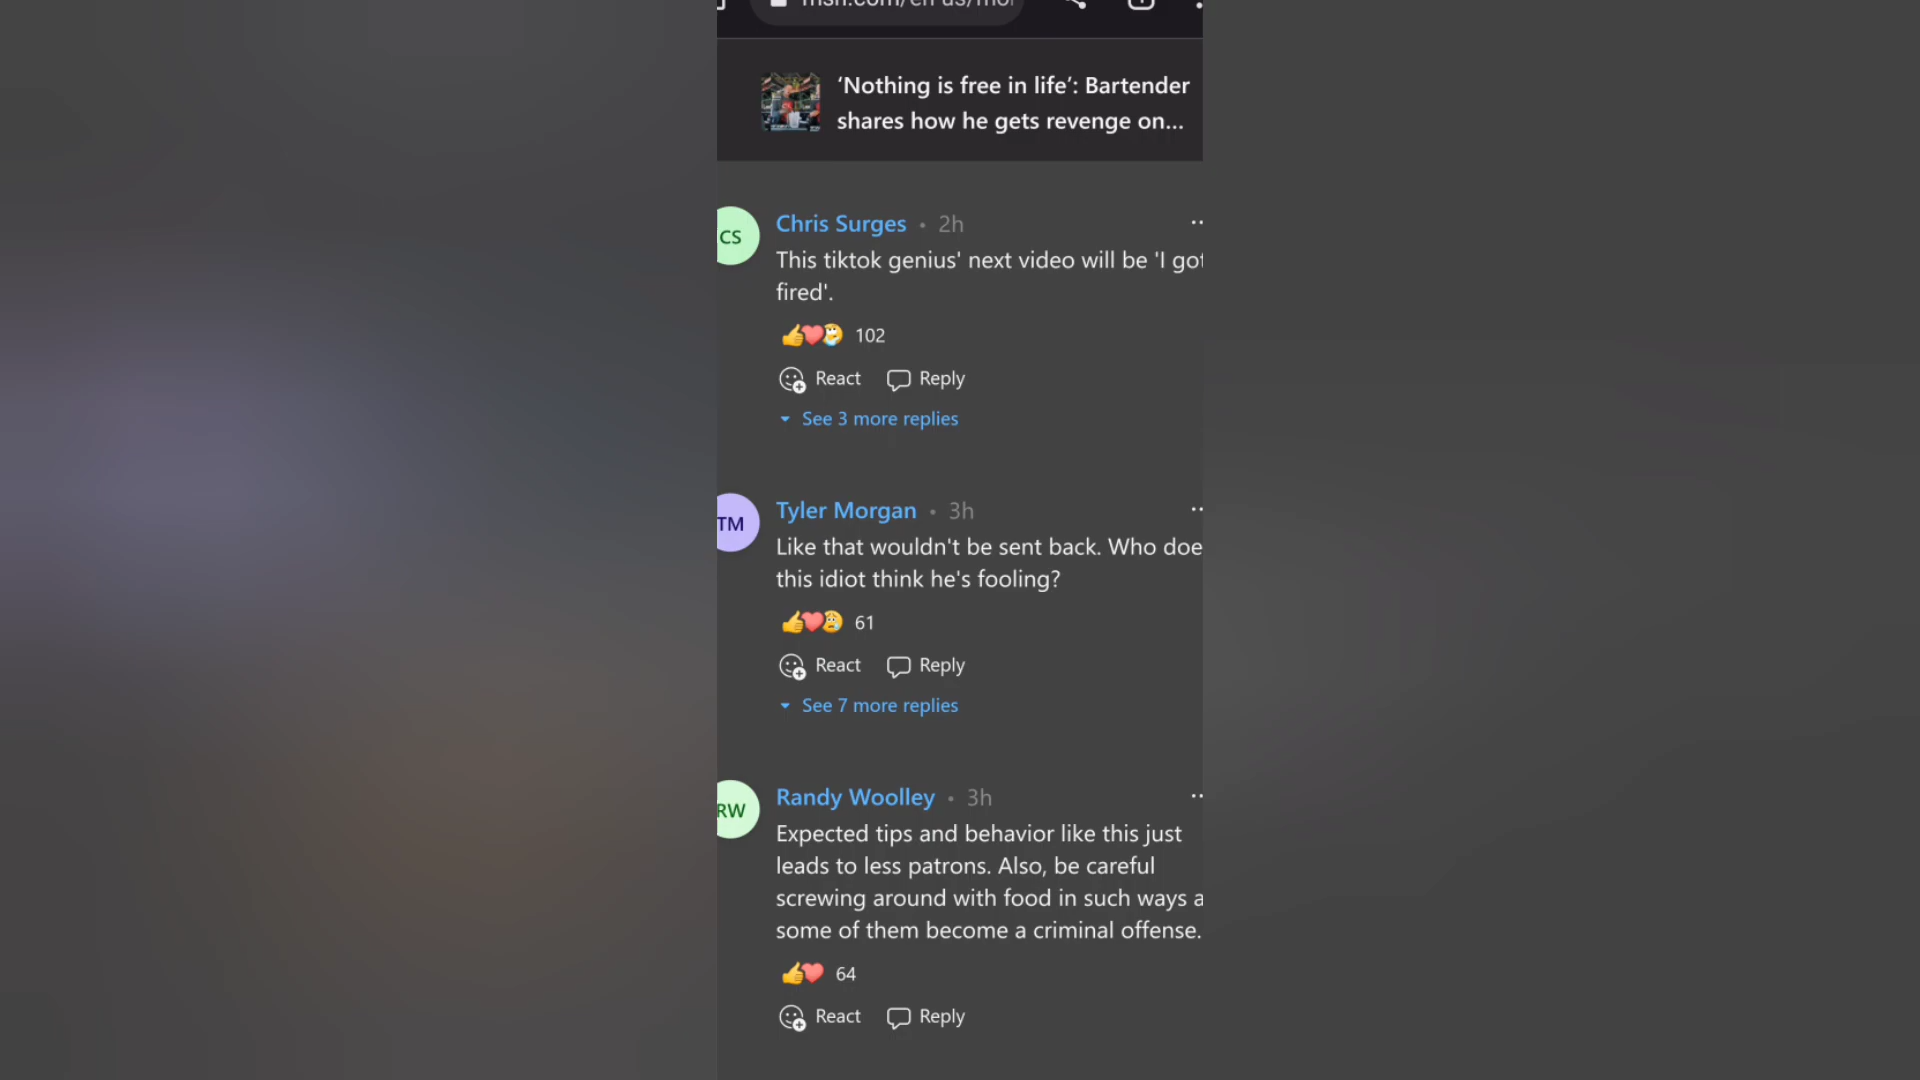 'Nothing is free in life': Bartender
shares how he gets revenge on...
CS
Chris Surges • 2h
This tiktok genius' next video will be 'I got
fired'.
102
React Reply
See 3 more replies
TM
Tyler Morgan • 3h
Like that wouldn't be sent back. Who doe
this idiot think he's fooling?
61
React Reply
See 7 more replies
RW
Randy Woolley • 3h
Expected tips and behavior like this just
leads to less patrons. Also, be careful
screwing around with food in such ways a
some of them become a criminal offense.
64
React Reply